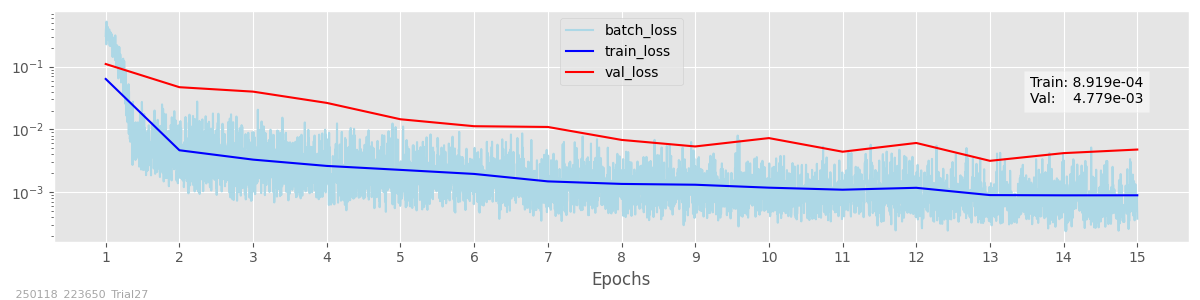 batch_loss
train_loss
val_loss
Train: 8.919e-04
Val: 4.779e-03
10⁻¹
10⁻²
10⁻³
1 2 3 4 5 6 7 8 9 10 11 12 13 14 15
Epochs
250118_223650_Trial27